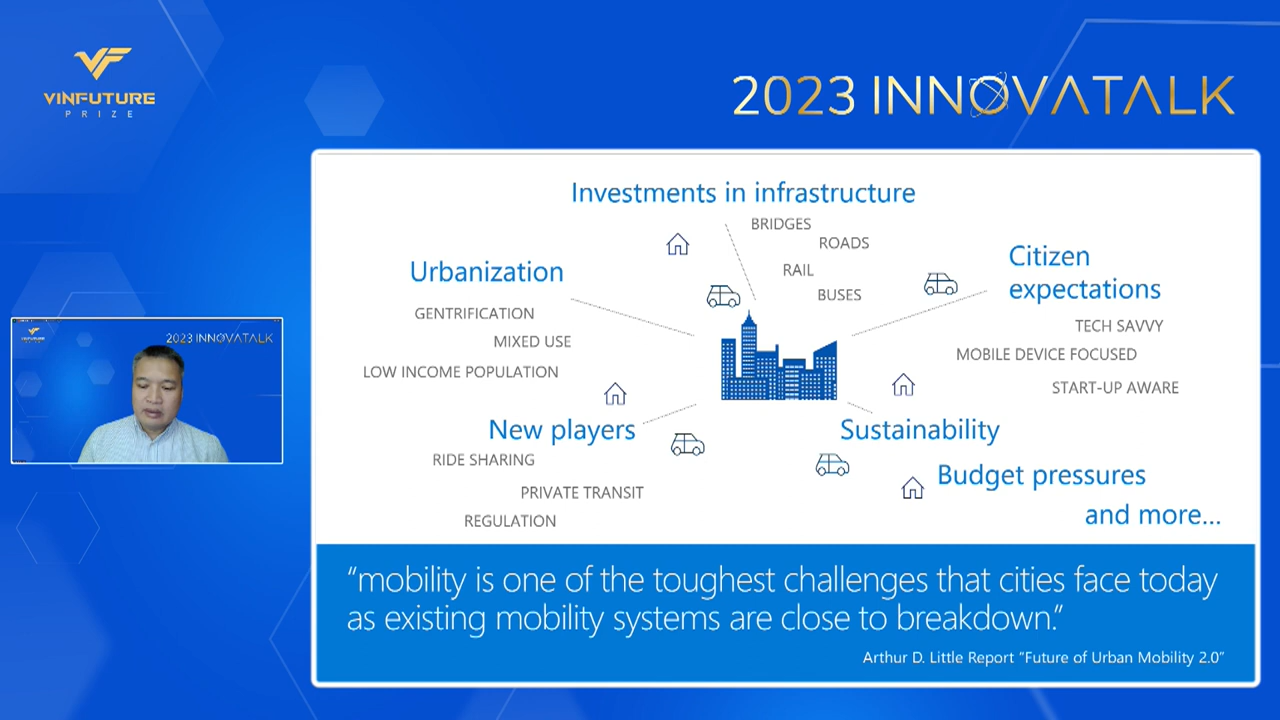 VINFUTURE
PRIZE
2023 INNOVATALK
Investments in infrastructure
BRIDGES
ROADS
RAIL
BUSES
Urbanization
GENTRIFICATION
MIXED USE
LOW INCOME POPULATION
Citizen
expectations
TECH SAVVY
MOBILE DEVICE FOCUSED
START-UP AWARE
2023 INNOVATALK
New players
RIDE SHARING
PRIVATE TRANSIT
REGULATION
Sustainability
Budget pressures
and more...
“mobility is one of the toughest challenges that cities face today
as existing mobility systems are close to breakdown.”
Arthur D. Little Report “Future of Urban Mobility 2.0”